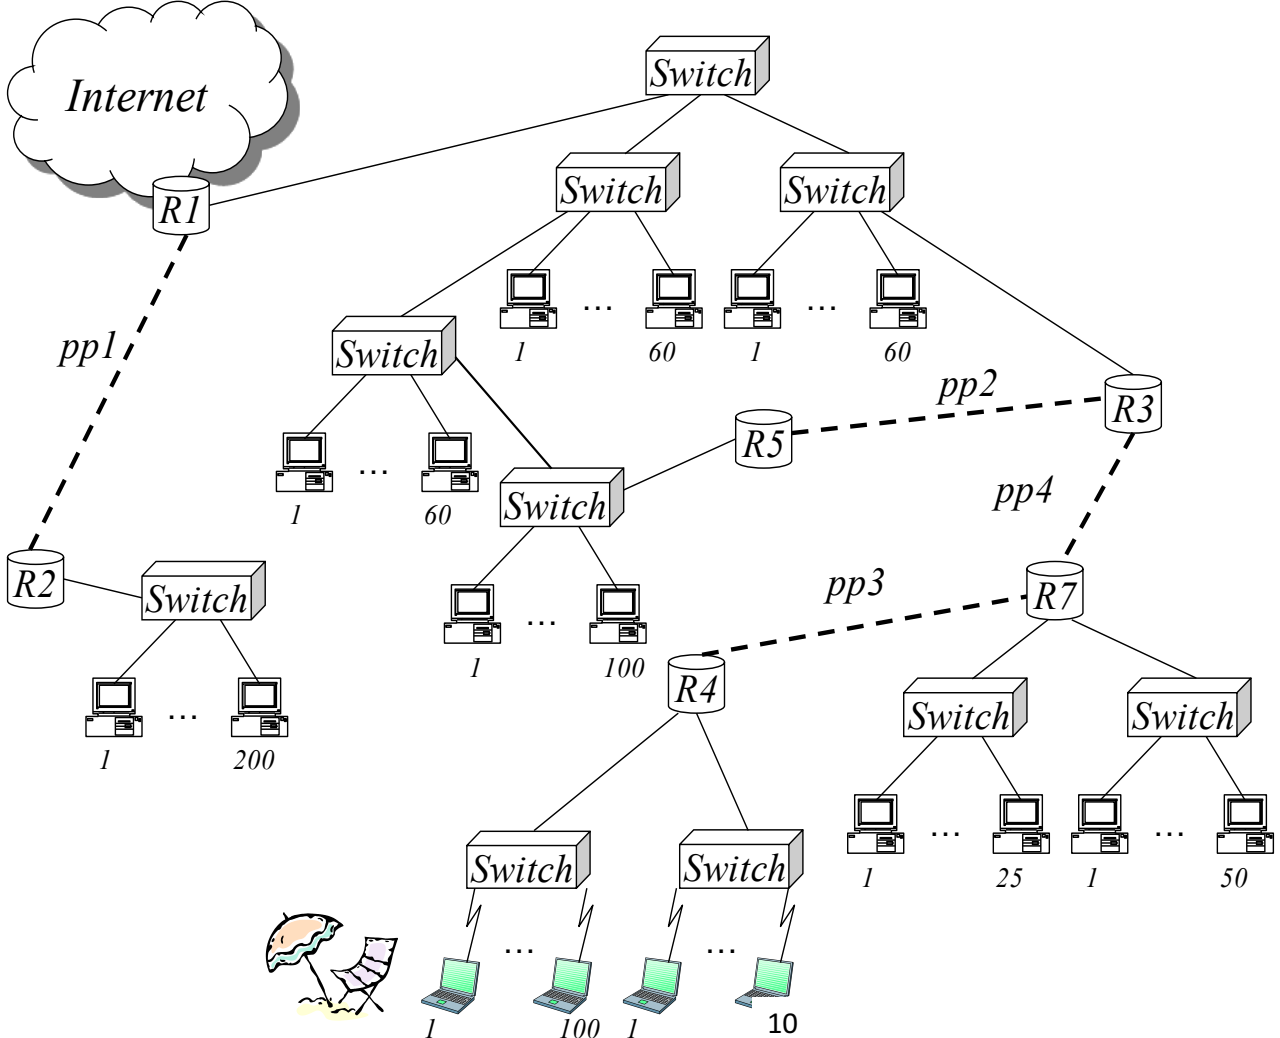 Switch
Internet
Switch
Switch
R1
...
...
1
60
1
60
pp1
Switch
pp2
R3
R5
...
1
60
Switch
pp4
R2
Switch
pp3
R7
...
1
100
R4
Switch
Switch
...
1
200
Switch
Switch
...
...
1
25
1
50
...
...
1
100
1
10